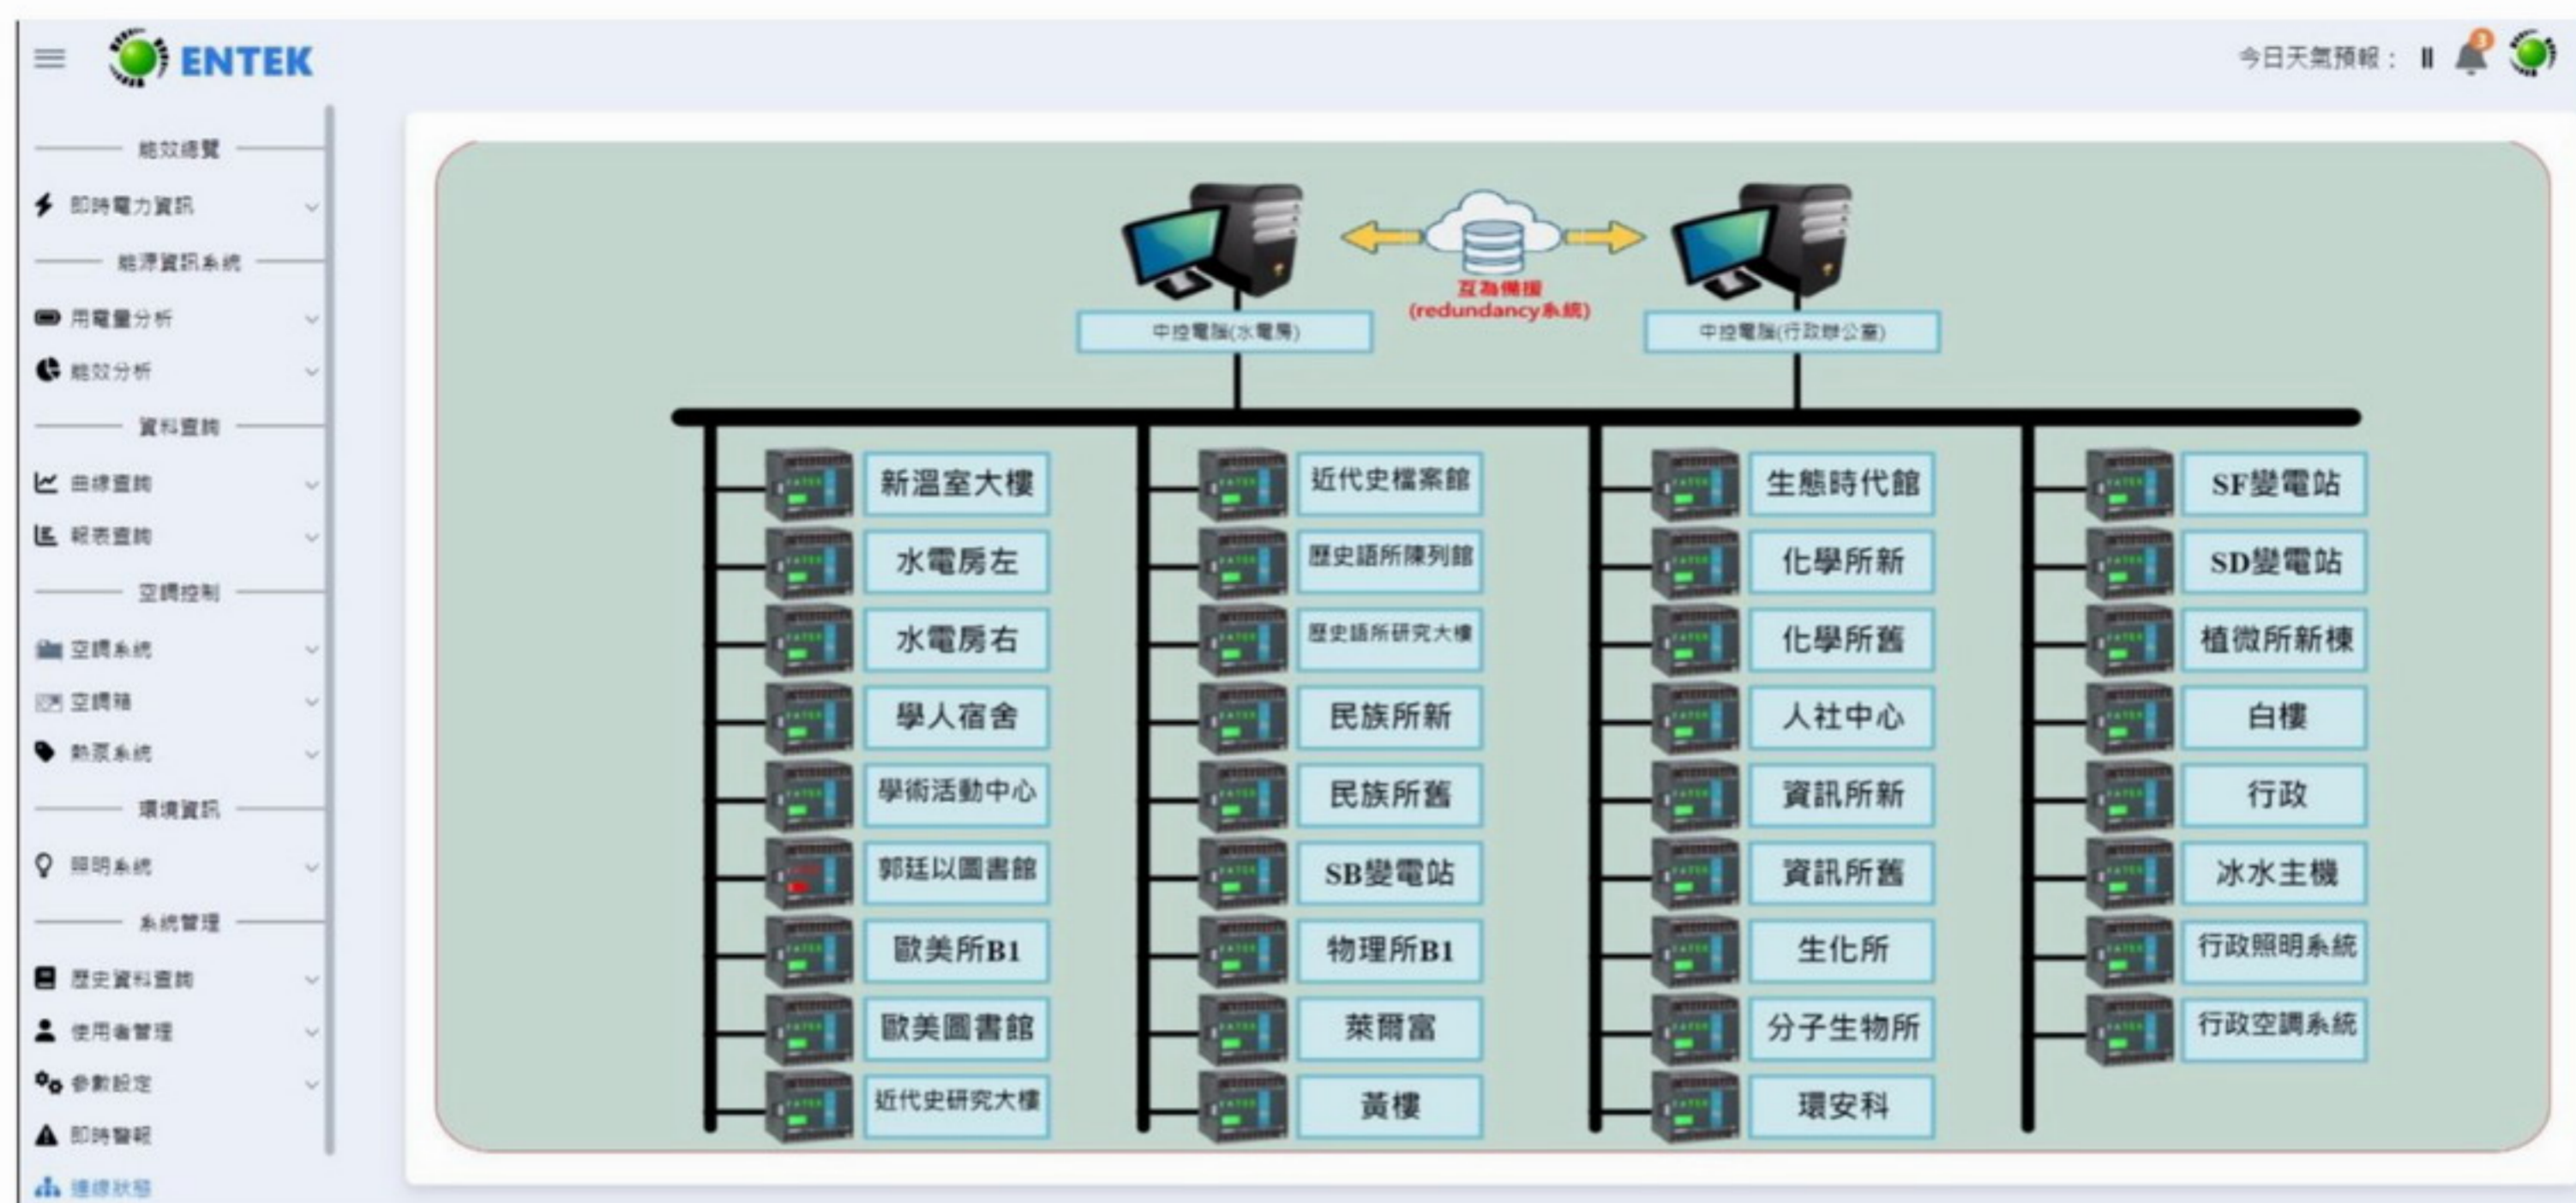 ENTEK
今日天氣預報：
3
能效總覽
即時電力資訊
能源資訊系統
用電量分析
能效分析
資料查詢
曲線查詢
報表查詢
空調控制
空調系統
空調箱
熱泵系統
環境資訊
照明系統
系統管理
歷史資料查詢
使用者管理
參數設定
即時警報
連線狀態
互為備援
(redundancy系統)
中控電腦(水電房)
中控電腦(行政辦公室)
新溫室大樓
水電房左
水電房右
學人宿舍
學術活動中心
郭廷以圖書館
歐美所B1
歐美圖書館
近代史研究大樓
近代史檔案館
歷史語所陳列館
歷史語所研究大樓
民族所新
民族所舊
SB變電站
物理所B1
萊爾富
黃樓
生態時代館
化學所新
化學所舊
人社中心
資訊所新
資訊所舊
生化所
分子生物所
環安科
SF變電站
SD變電站
植微所新棟
白樓
行政
冰水主機
行政照明系統
行政空調系統